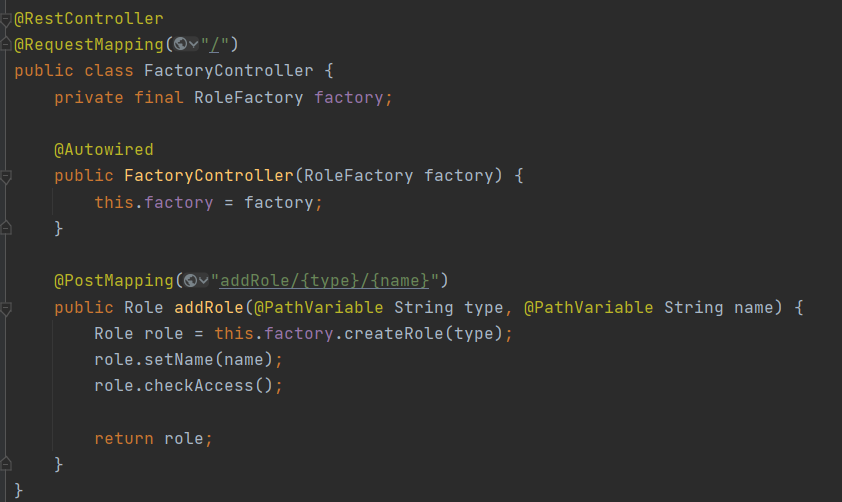 @RestController
@RequestMapping("/")
public class FactoryController {
    private final RoleFactory factory;

    @Autowired
    public FactoryController(RoleFactory factory) {
        this.factory = factory;
    }

    @PostMapping("addRole/{type}/{name}")
    public Role addRole(@PathVariable String type, @PathVariable String name) {
        Role role = this.factory.createRole(type);
        role.setName(name);
        role.checkAccess();

        return role;
    }
}